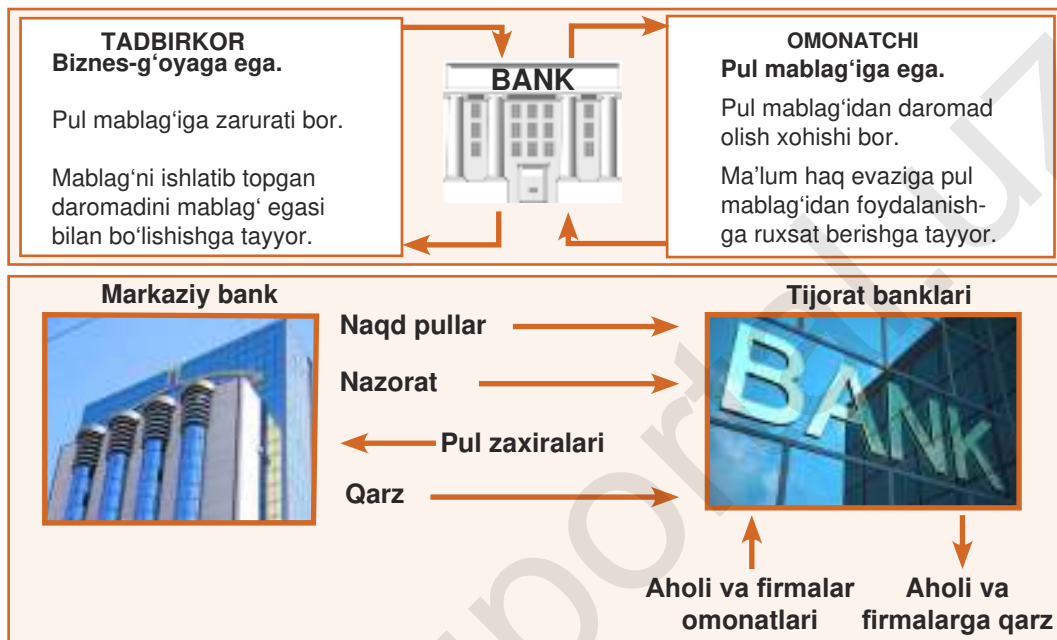 TADBIRKOR
Biznes-g‘oyaga ega.
Pul mablag‘iga zarurati bor.
Mablag‘ni ishlatib topgan
daromadini mablag‘ egasi
bilan bo‘lishishga tayyor.
BANK
OMONATCHI
Pul mablag‘iga ega.
Pul mablag‘idan daromad
olish xohishi bor.
Ma’lum haq evaziga pul
mablag‘idan foydalanish-
ga ruxsat berishga tayyor.
Markaziy bank
Tijorat banklari
Naqd pullar
Nazorat
Pul zaxiralari
Qarz
BANK
Aholi va firmalar
omonatlari
Aholi va
firmalarga qarz
portal.uz